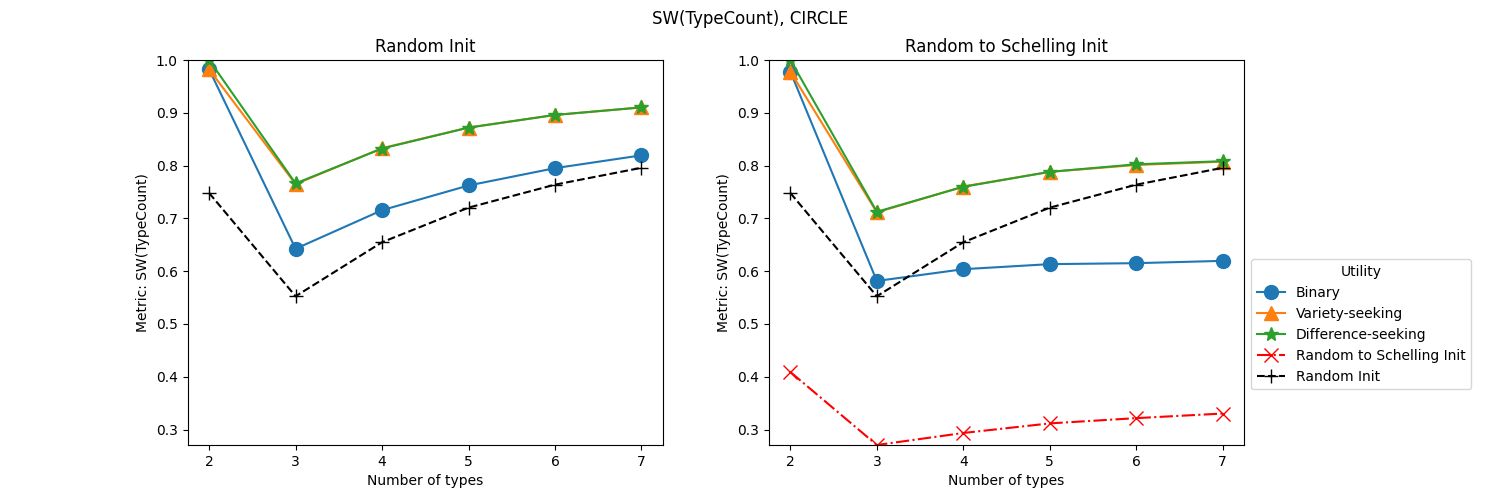 SW(TypeCount), CIRCLE
Random Init
Metric: SW(TypeCount)
1.0
0.9
0.8
0.7
0.6
0.5
0.4
0.3
2 3 4 5 6 7
Number of types
Random to Schelling Init
Metric: SW(TypeCount)
1.0
0.9
0.8
0.7
0.6
0.5
0.4
0.3
2 3 4 5 6 7
Number of types
Utility
Binary
Variety-seeking
Difference-seeking
Random to Schelling Init
Random Init